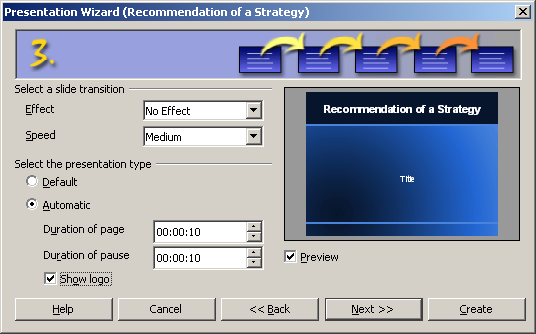 Presentation Wizard (Recommendation of a Strategy)
3.
Select a slide transition
Effect
No Effect
Speed
Medium
Select the presentation type
Default
Automatic
Duration of page
00:00:10
Duration of pause
00:00:10
Show logo
Recommendation of a Strategy
Title
Preview
Help
Cancel
<< Back
Next >>
Create